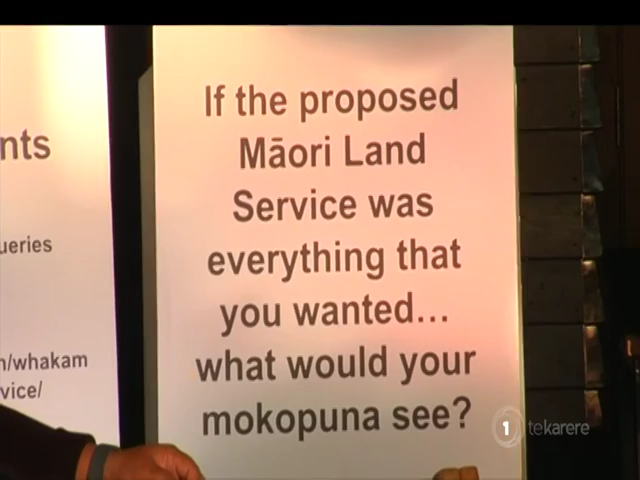 nts
ueries
n/whakam
vice/
If the proposed
Māori Land
Service was
everything that
you wanted...
what would your
mokopuna see?
1 tekarere